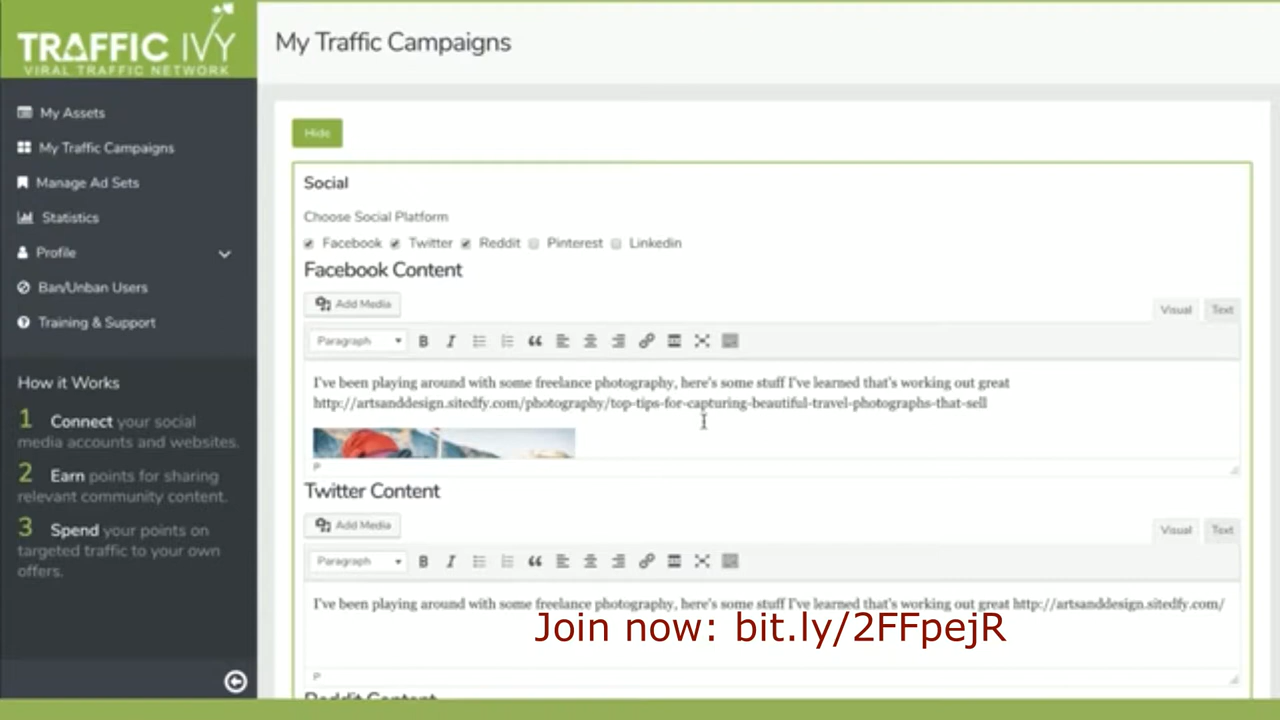 TRAFFIC IVY
VIRAL TRAFFIC NETWORK
My Assets
My Traffic Campaigns
Manage Ad Sets
Statistics
Profile
Ban/Unban Users
Training & Support
How it Works
1 Connect your social
media accounts and websites.
2 Earn points for sharing
relevant community content.
3 Spend your points on
targeted traffic to your own
offers.
My Traffic Campaigns
Hide
Social
Choose Social Platform
Facebook Twitter Reddit Pinterest Linkedin
Facebook Content
Add Media
Visual Text
Paragraph
I've been playing around with some freelance photography, here's some stuff I've learned that's working out great
http://artsanddesign.sitedfy.com/photography/top-tips-for-capturing-beautiful-travel-photographs-that-sell
P
Twitter Content
Add Media
Visual Text
Paragraph
I've been playing around with some freelance photography, here's some stuff I've learned that's working out great http://artsanddesign.sitedfy.com/
Join now: bit.ly/2FFpejR
P
Reddit Content